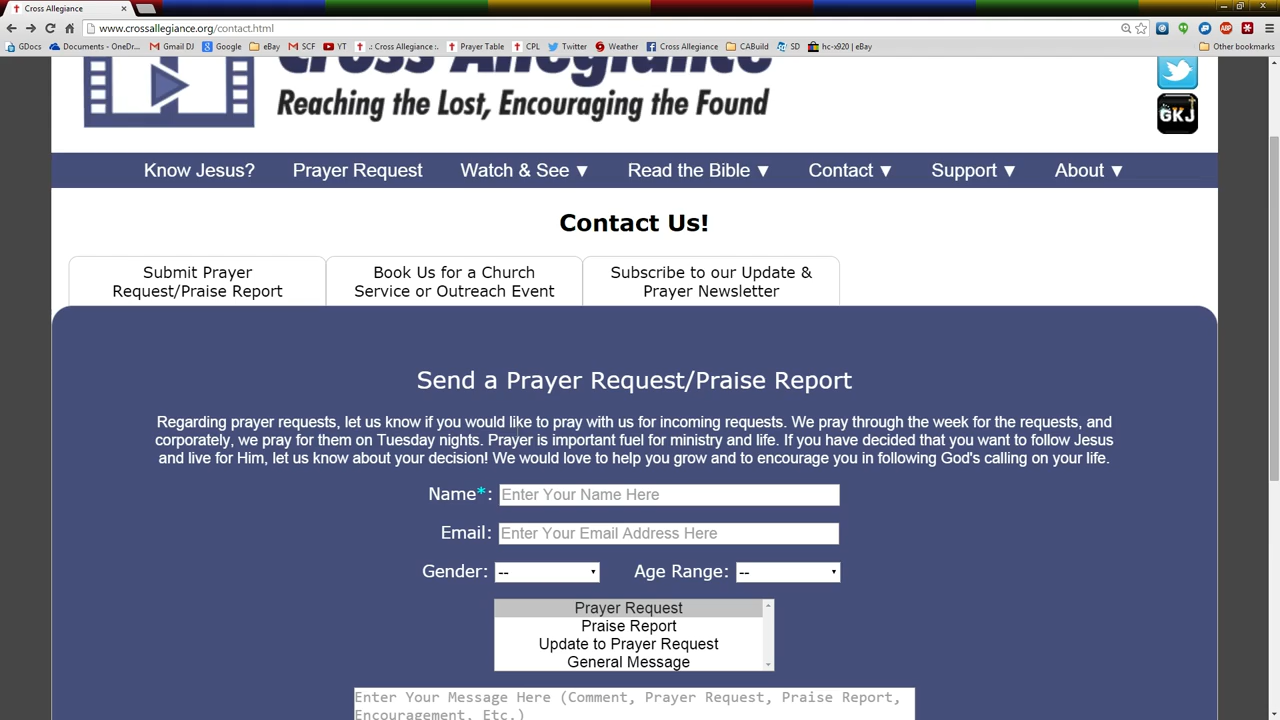 Cross Allegiance
www.crossallegiance.org/contact.html
GDocs Documents - OneDr... Gmail DJ Google eBay SCF YT .: Cross Allegiance :. Prayer Table CPL Twitter Weather Cross Allegiance CABuild SD hc-x920 | eBay Other bookmarks
Cross Allegiance
Reaching the Lost, Encouraging the Found
GKJ
Know Jesus? Prayer Request Watch & See ▼ Read the Bible ▼ Contact ▼ Support ▼ About ▼
Contact Us!
Submit Prayer
Request/Praise Report
Book Us for a Church
Service or Outreach Event
Subscribe to our Update &
Prayer Newsletter
Send a Prayer Request/Praise Report
Regarding prayer requests, let us know if you would like to pray with us for incoming requests. We pray through the week for the requests, and
corporately, we pray for them on Tuesday nights. Prayer is important fuel for ministry and life. If you have decided that you want to follow Jesus
and live for Him, let us know about your decision! We would love to help you grow and to encourage you in following God's calling on your life.
Name*: Enter Your Name Here
Email: Enter Your Email Address Here
Gender: -- Age Range: --
Prayer Request
Praise Report
Update to Prayer Request
General Message
Enter Your Message Here (Comment, Prayer Request, Praise Report,
Encouragement, Etc.)